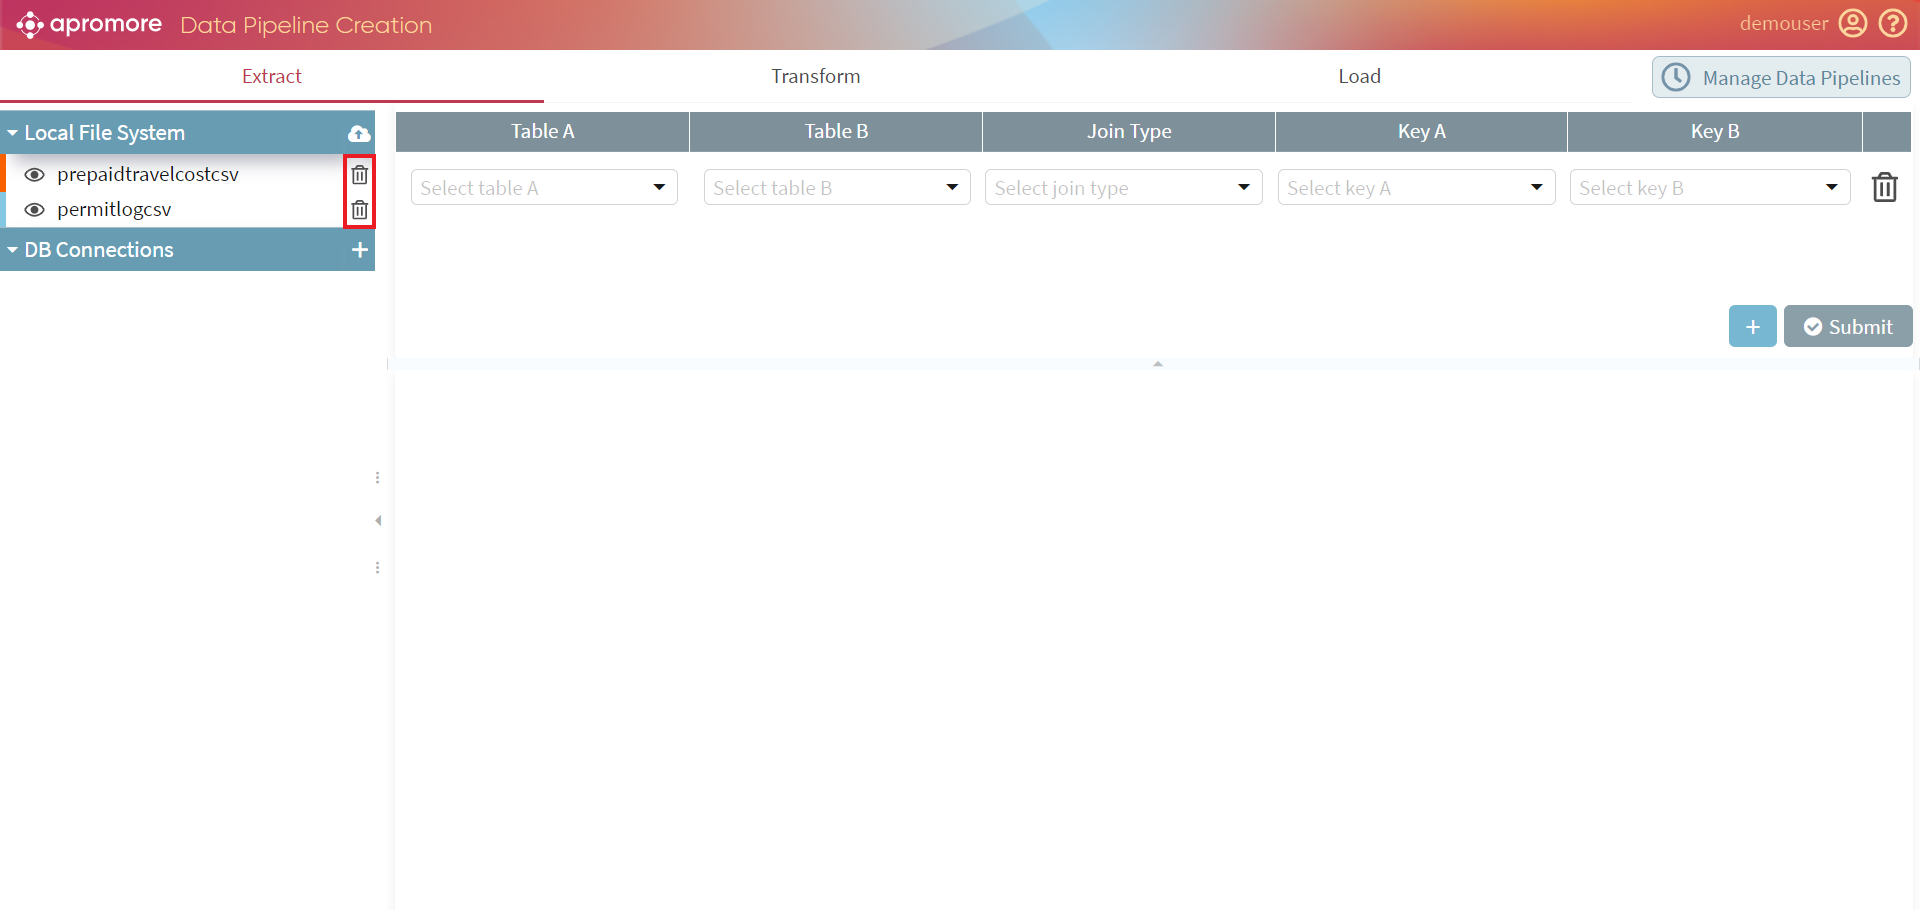 apromore Data Pipeline Creation demouser
Extract Transform Load Manage Data Pipelines
Local File System
prepaidtravelcostcsv
permitlogcsv
DB Connections
Table A Table B Join Type Key A Key B
Select table A Select table B Select join type Select key A Select key B
+ Submit